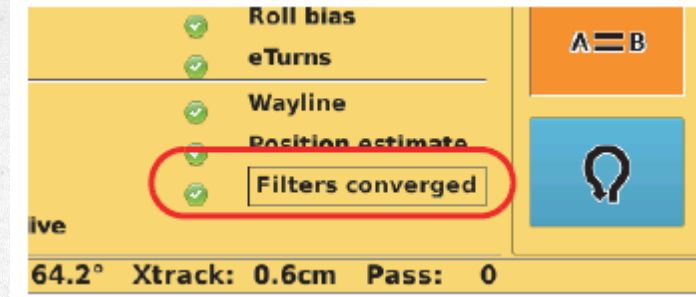 Roll bias
eTurns
A=B
Wayline
Position estimate
Filters converged
ive
64.2° Xtrack: 0.6cm Pass: 0